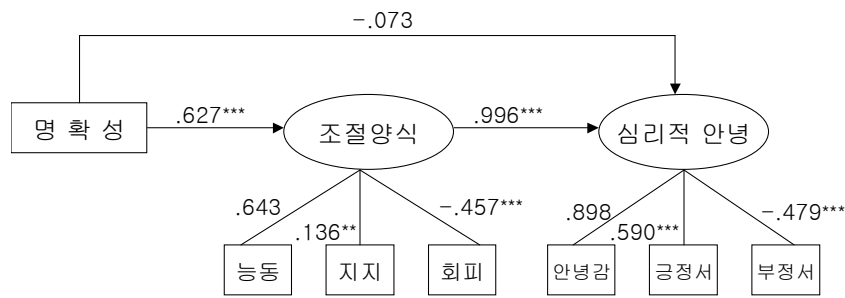 -.073
명 확 성
.627***
조절양식
.996***
심리적 안녕
.643
.136**
-.457***
.898
.590***
-.479***
능동
지지
회피
안녕감
긍정서
부정서